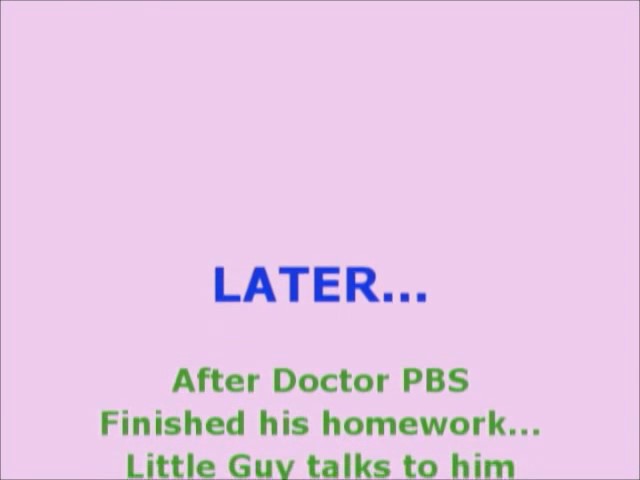 LATER...
After Doctor PBS
Finished his homework...
Little Guy talks to him